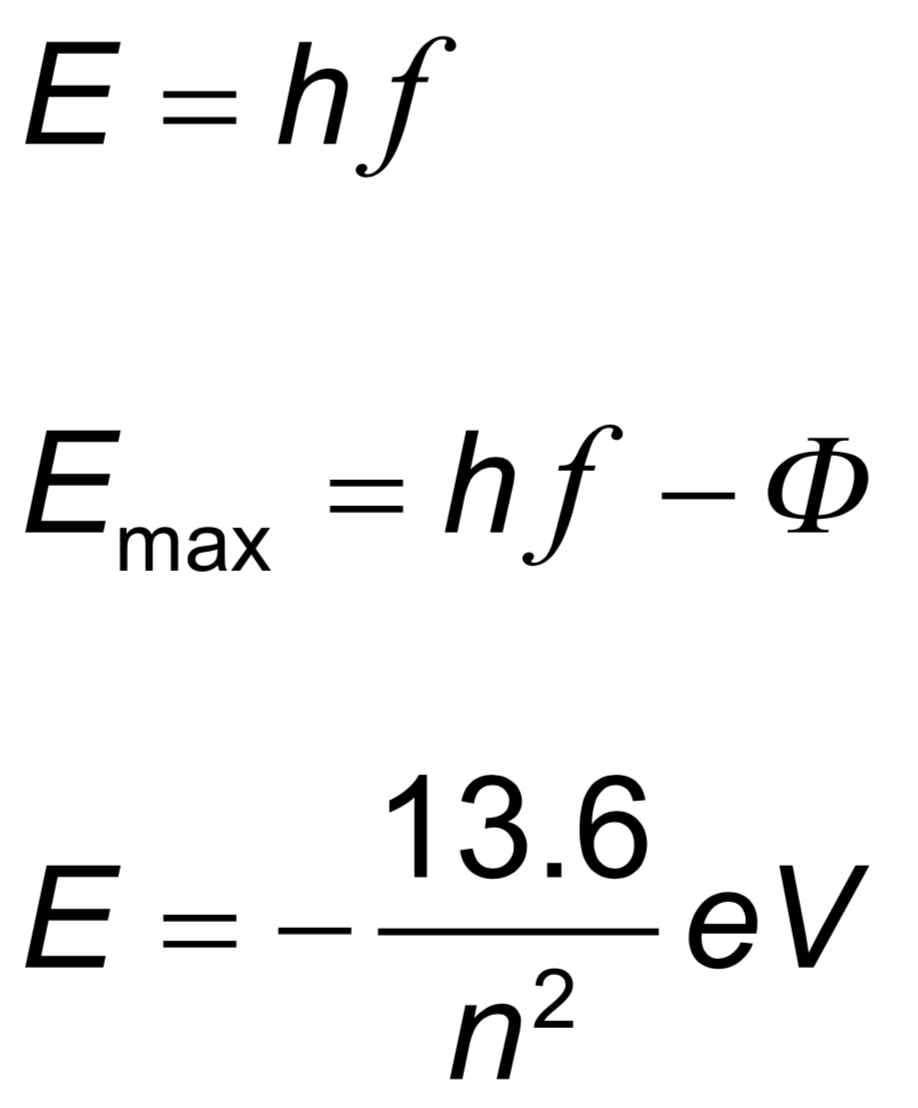 E = hf
E_max = hf − Φ
E = −13.6/n² eV